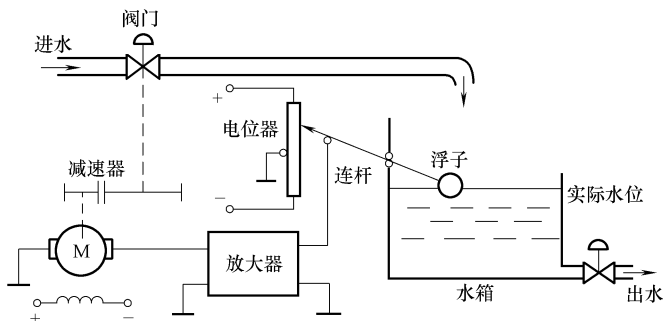 阀门
进水
+
电位器
减速器
连杆
浮子
实际水位
−
M
放大器
水箱
出水
+
−